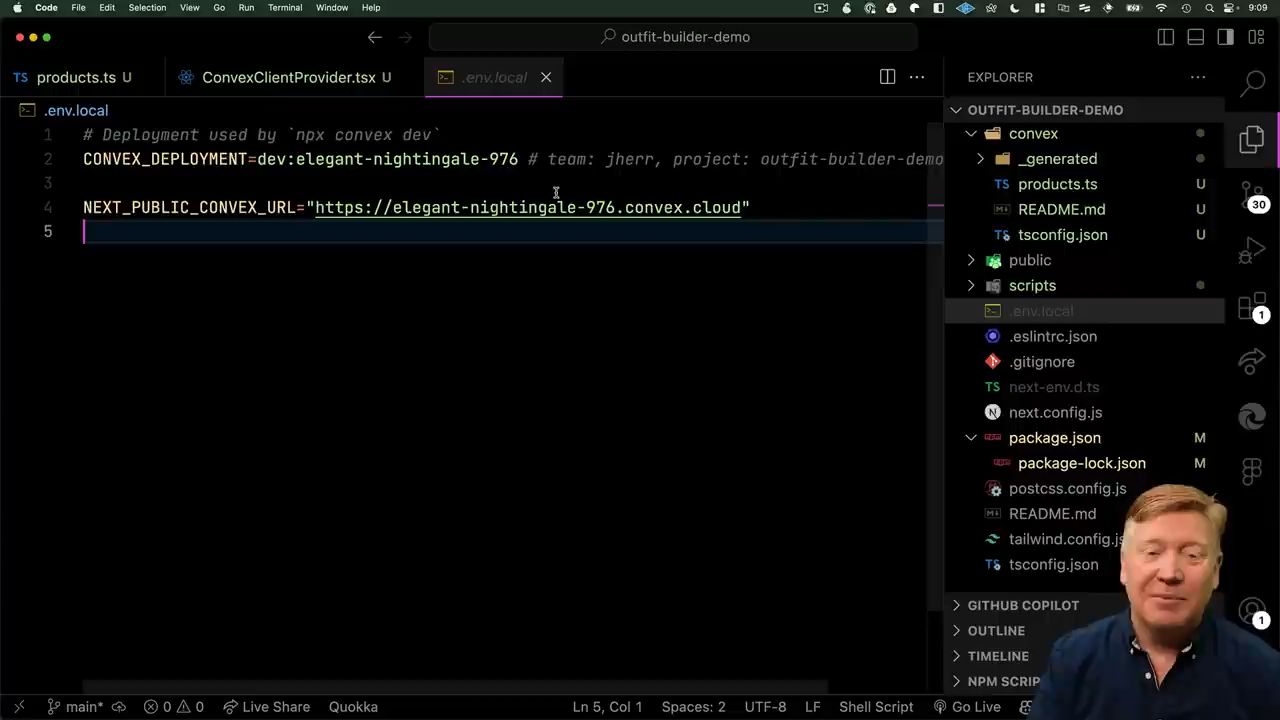 Code File Edit Selection View Go Run Terminal Window Help 9:09
outfit-builder-demo
TS products.ts U ConvexClientProvider.tsx U .env.local
.env.local
1 # Deployment used by `npx convex dev`
2 CONVEX_DEPLOYMENT=dev:elegant-nightingale-976 # team: jherr, project: outfit-builder-demo
3
4 NEXT_PUBLIC_CONVEX_URL="https://elegant-nightingale-976.convex.cloud"
5
EXPLORER
OUTFIT-BUILDER-DEMO
convex
_generated
TS products.ts U
README.md U
TS tsconfig.json U
public
scripts
.env.local
.eslintrc.json
.gitignore
TS next-env.d.ts
N next.config.js
package.json M
package-lock.json M
postcss.config.js
README.md
tailwind.config.js
TS tsconfig.json
GITHUB COPILOT
OUTLINE
TIMELINE
NPM SCRIP
30
1
1
main* 0 0 Live Share Quokka Ln 5, Col 1 Spaces: 2 UTF-8 LF Shell Script Go Live